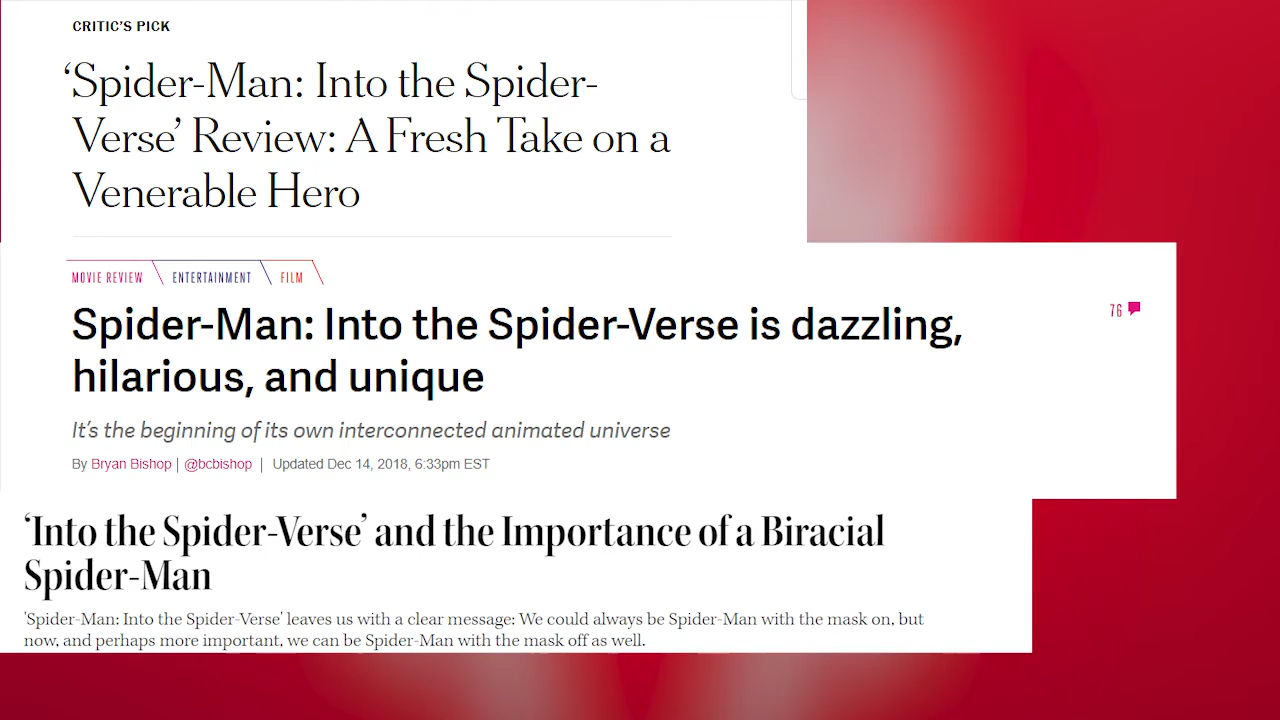 CRITIC'S PICK
‘Spider-Man: Into the Spider-
Verse’ Review: A Fresh Take on a
Venerable Hero
MOVIE REVIEW ENTERTAINMENT FILM
76
Spider-Man: Into the Spider-Verse is dazzling,
hilarious, and unique
It’s the beginning of its own interconnected animated universe
By Bryan Bishop | @bcbishop | Updated Dec 14, 2018, 6:33pm EST
‘Into the Spider-Verse’ and the Importance of a Biracial
Spider-Man
'Spider-Man: Into the Spider-Verse' leaves us with a clear message: We could always be Spider-Man with the mask on, but
now, and perhaps more important, we can be Spider-Man with the mask off as well.